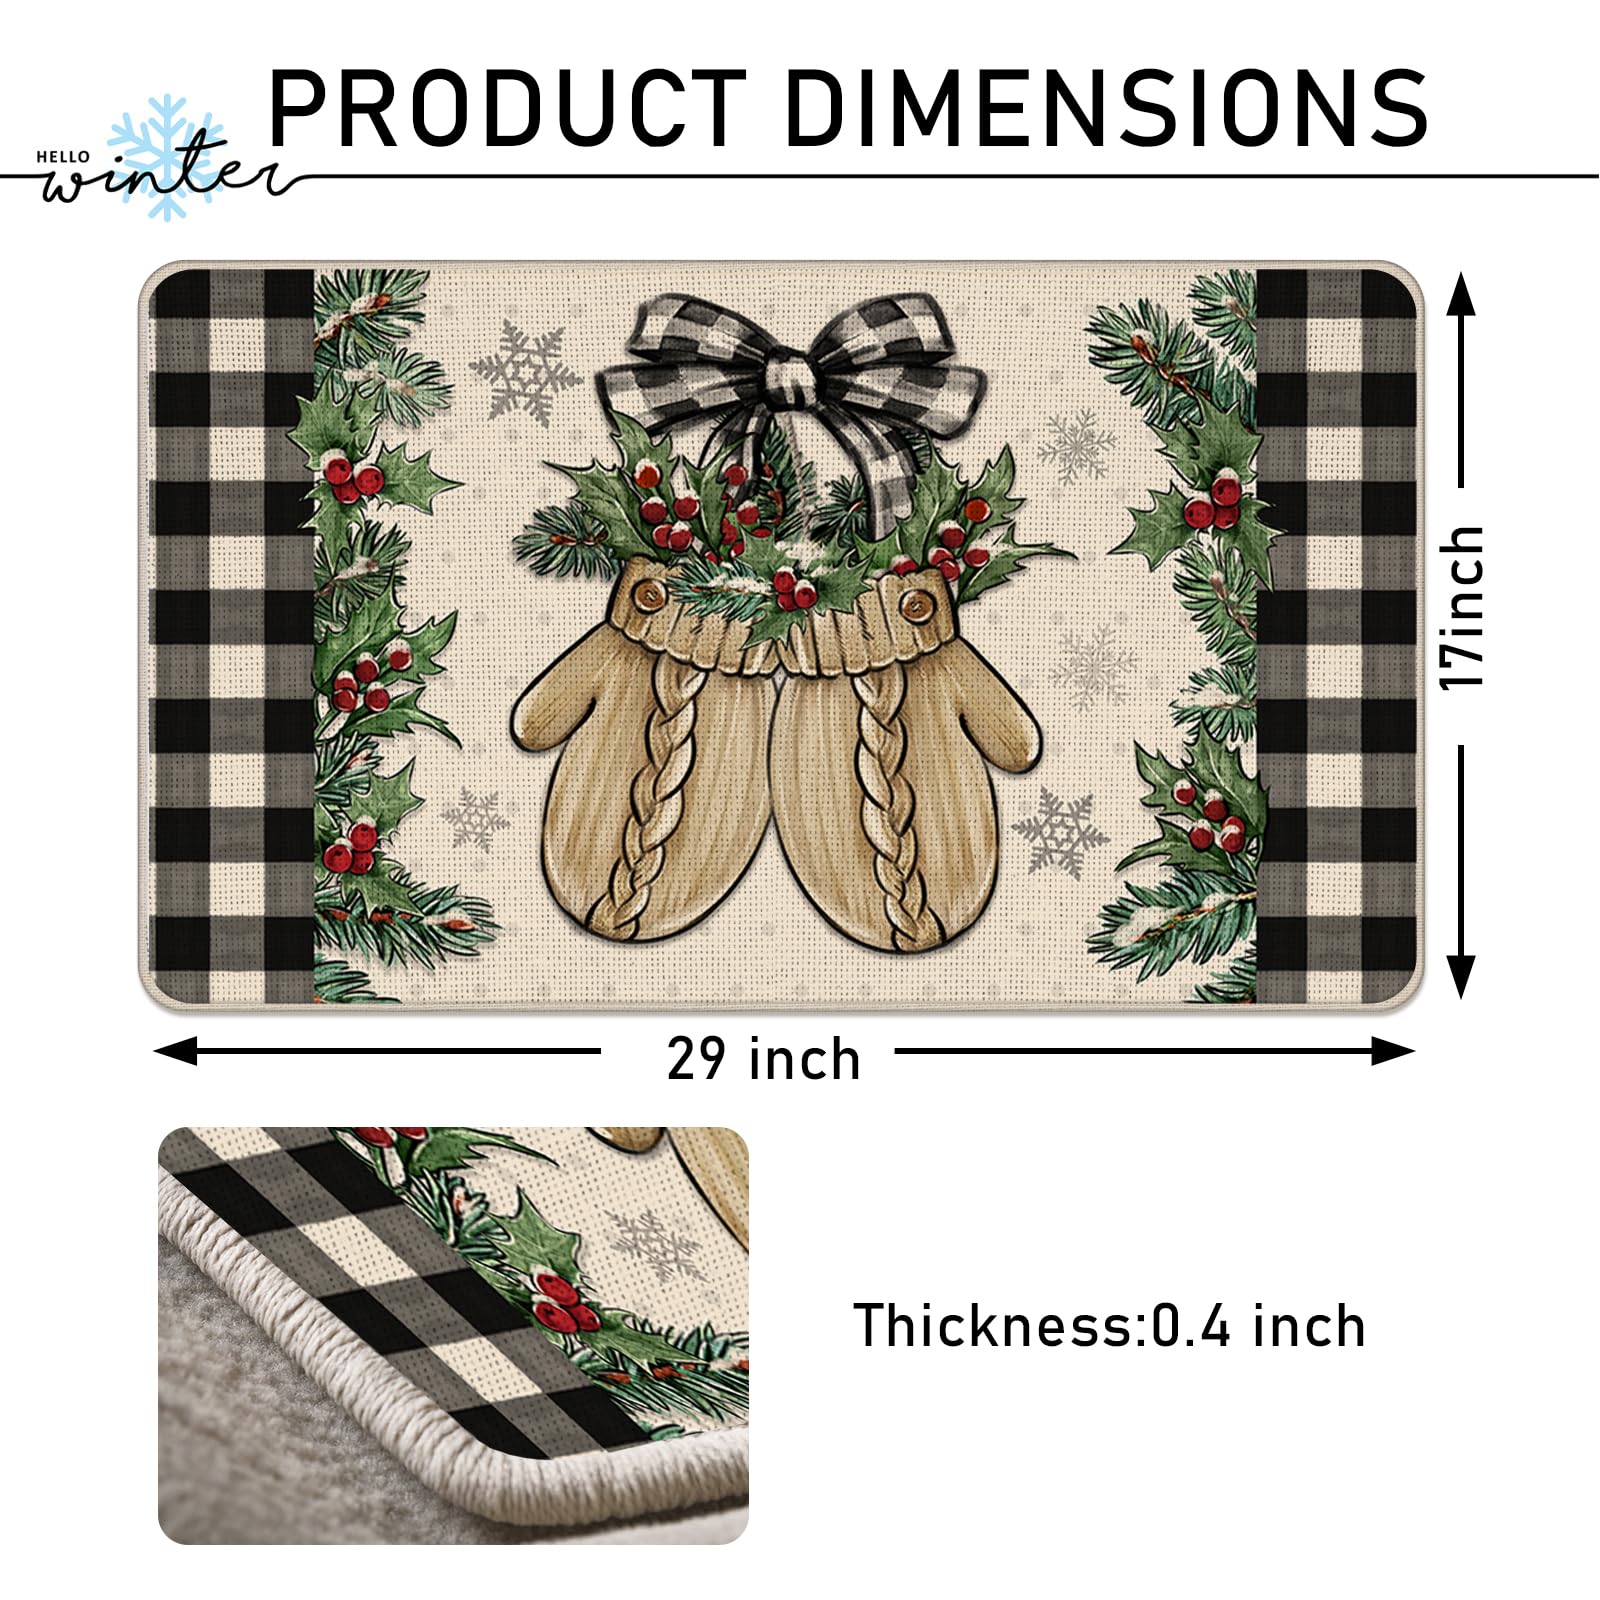 PRODUCT DIMENSIONS
HELLO
winter
17inch
29 inch
Thickness:0.4 inch